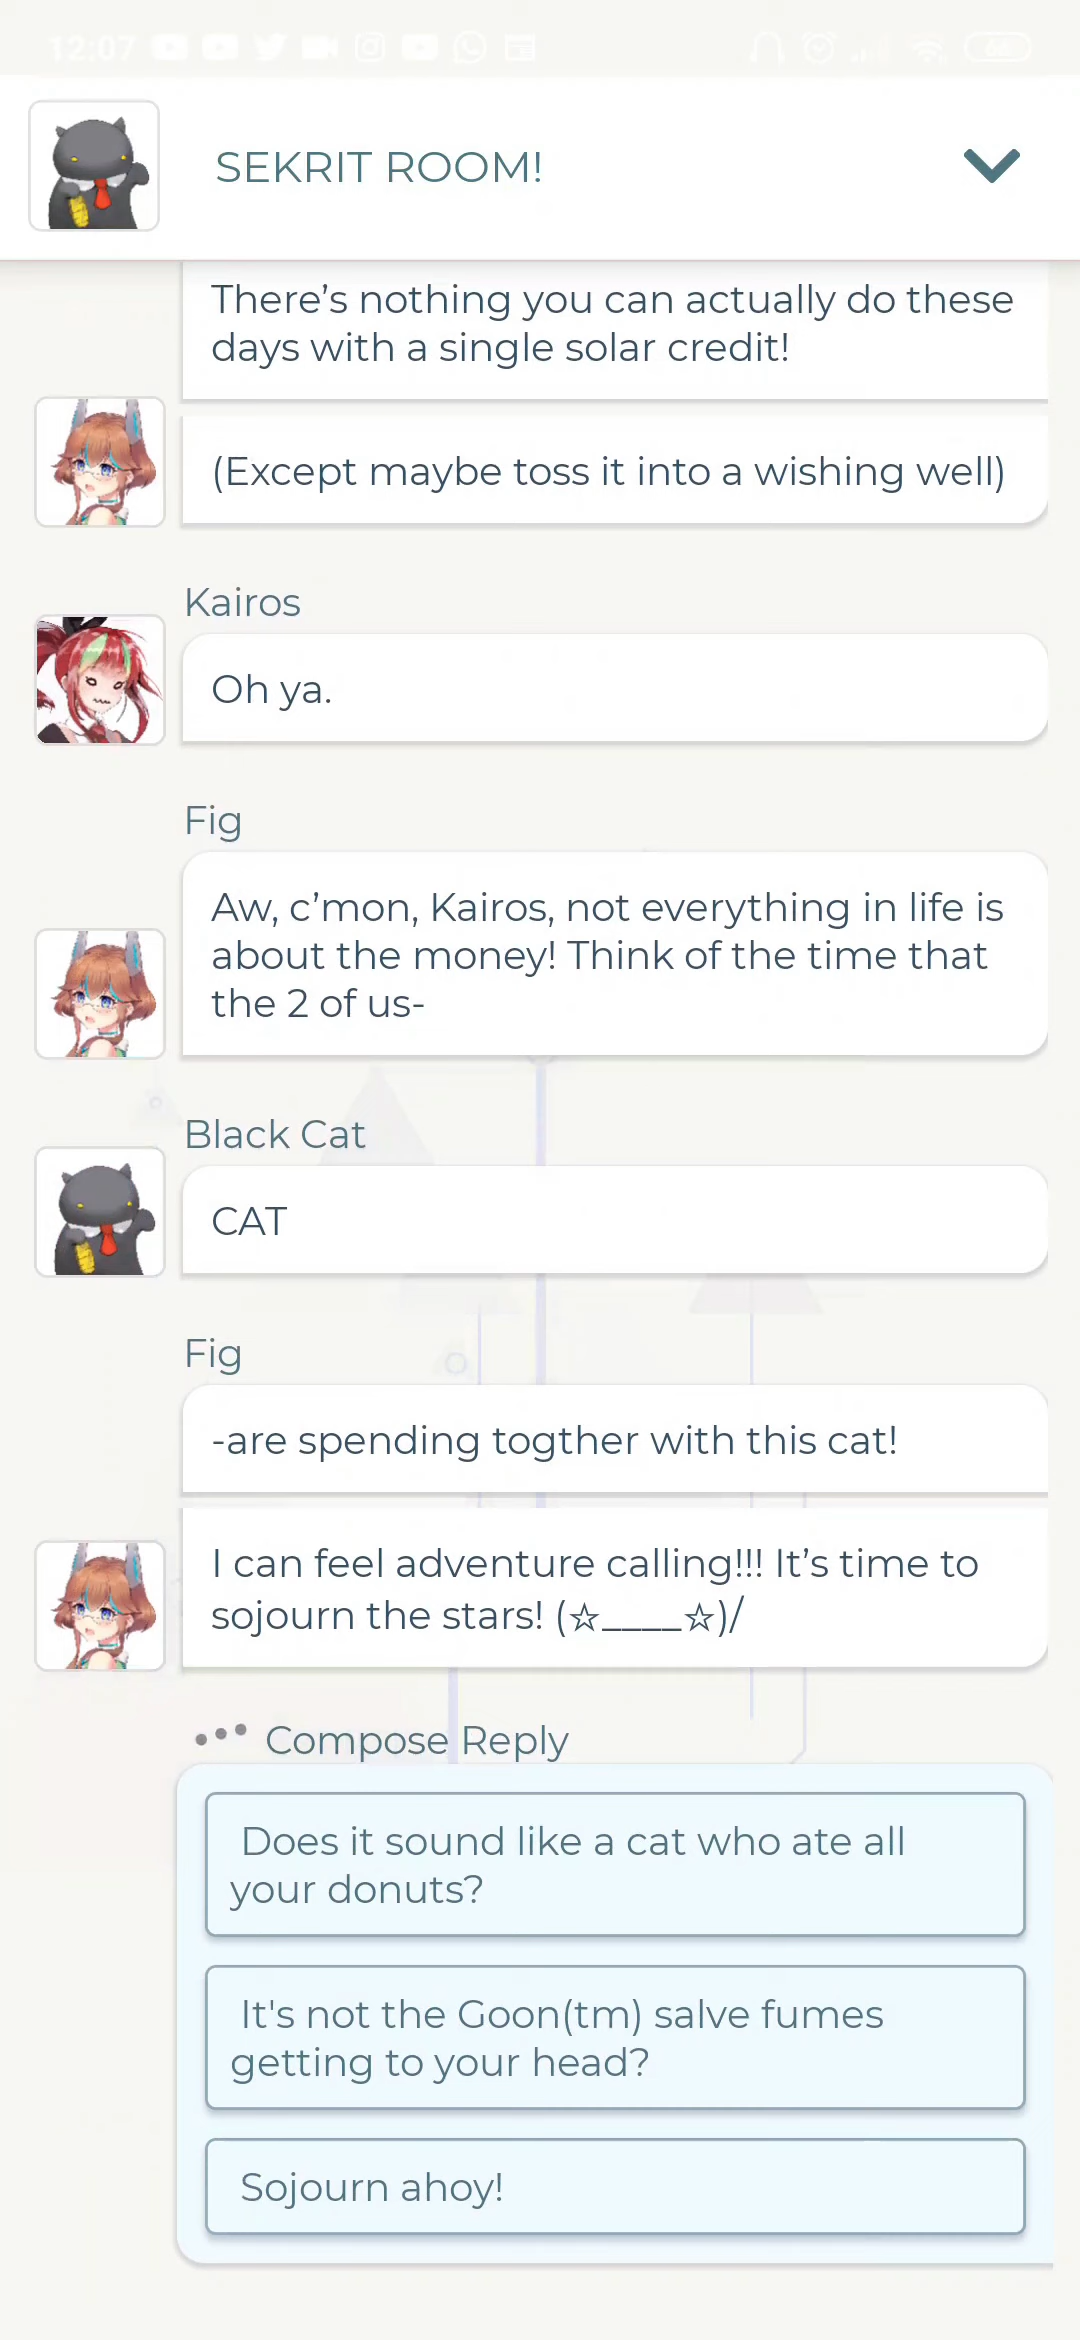 12:07
66
SEKRIT ROOM!
There’s nothing you can actually do these
days with a single solar credit!
(Except maybe toss it into a wishing well)
Kairos
Oh ya.
Fig
Aw, c’mon, Kairos, not everything in life is
about the money! Think of the time that
the 2 of us-
Black Cat
CAT
Fig
-are spending togther with this cat!
I can feel adventure calling!!! It’s time to
sojourn the stars! (☆____☆)/
Compose Reply
Does it sound like a cat who ate all
your donuts?
It's not the Goon(tm) salve fumes
getting to your head?
Sojourn ahoy!